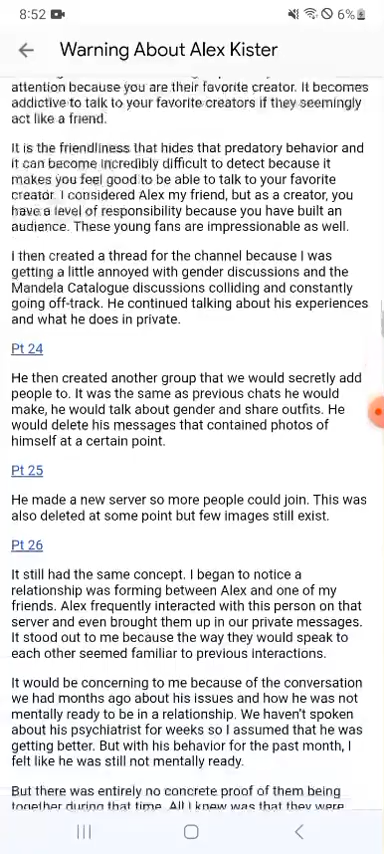 8:52
6%
Warning About Alex Kister
attention because you are their favorite creator. It becomes
addictive to talk to your favorite creators if they seemingly
act like a friend.
It is the friendliness that hides that predatory behavior and
it can become incredibly difficult to detect because it
makes you feel good to be able to talk to your favorite
creator. I considered Alex my friend, but as a creator, you
have a level of responsibility because you have built an
audience. These young fans are impressionable as well.
I then created a thread for the channel because I was
getting a little annoyed with gender discussions and the
Mandela Catalogue discussions colliding and constantly
going off-track. He continued talking about his experiences
and what he does in private.
Pt 24
He then created another group that we would secretly add
people to. It was the same as previous chats he would
make, he would talk about gender and share outfits. He
would delete his messages that contained photos of
himself at a certain point.
Pt 25
He made a new server so more people could join. This was
also deleted at some point but few images still exist.
Pt 26
It still had the same concept. I began to notice a
relationship was forming between Alex and one of my
friends. Alex frequently interacted with this person on that
server and even brought them up in our private messages.
It stood out to me because the way they would speak to
each other seemed familiar to previous interactions.
It would be concerning to me because of the conversation
we had months ago about his issues and how he was not
mentally ready to be in a relationship. We haven't spoken
about his psychiatrist for weeks so I assumed that he was
getting better. But with his behavior for the past month, I
felt like he was still not mentally ready.
But there was entirely no concrete proof of them being
together during that time. All I knew was that they were